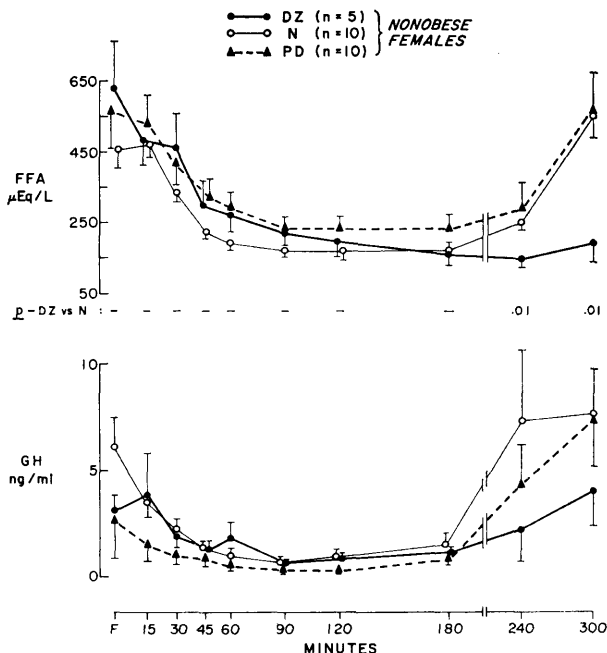 DZ (n=5)
N (n=10)
PD (n=10)
NONOBESE
FEMALES
650
450
250
50
FFA
µEq/L
p-DZ vs N : – – – – – – – – .01 .01
10
5
0
GH
ng/ml
F 15 30 45 60 90 120 180 240 300
MINUTES